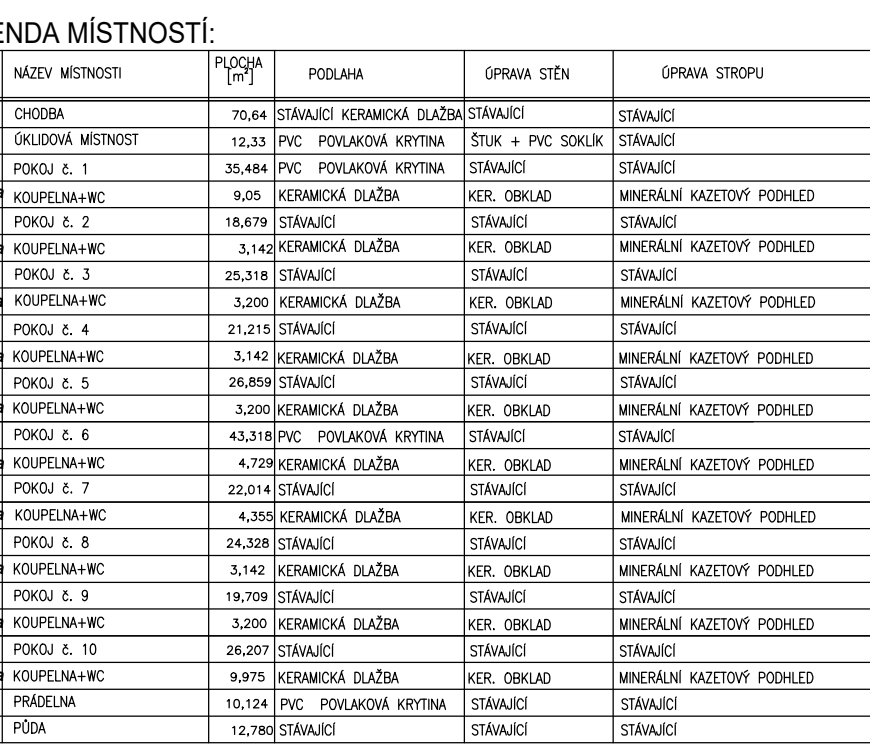 ENDA MÍSTNOSTÍ:
NÁZEV MÍSTNOSTI PLOCHA [m²] PODLAHA ÚPRAVA STĚN ÚPRAVA STROPU
CHODBA 70,64 STÁVAJÍCÍ KERAMICKÁ DLAŽBA STÁVAJÍCÍ STÁVAJÍCÍ
ÚKLIDOVÁ MÍSTNOST 12,33 PVC POVLAKOVÁ KRYTINA ŠTUK + PVC SOKLÍK STÁVAJÍCÍ
POKOJ č. 1 35,484 PVC POVLAKOVÁ KRYTINA STÁVAJÍCÍ STÁVAJÍCÍ
a KOUPELNA+WC 9,05 KERAMICKÁ DLAŽBA KER. OBKLAD MINERÁLNÍ KAZETOVÝ PODHLED
POKOJ č. 2 18,679 STÁVAJÍCÍ STÁVAJÍCÍ STÁVAJÍCÍ
a KOUPELNA+WC 3,142 KERAMICKÁ DLAŽBA KER. OBKLAD MINERÁLNÍ KAZETOVÝ PODHLED
POKOJ č. 3 25,318 STÁVAJÍCÍ STÁVAJÍCÍ STÁVAJÍCÍ
a KOUPELNA+WC 3,200 KERAMICKÁ DLAŽBA KER. OBKLAD MINERÁLNÍ KAZETOVÝ PODHLED
POKOJ č. 4 21,215 STÁVAJÍCÍ STÁVAJÍCÍ STÁVAJÍCÍ
a KOUPELNA+WC 3,142 KERAMICKÁ DLAŽBA KER. OBKLAD MINERÁLNÍ KAZETOVÝ PODHLED
POKOJ č. 5 26,859 STÁVAJÍCÍ STÁVAJÍCÍ STÁVAJÍCÍ
a KOUPELNA+WC 3,200 KERAMICKÁ DLAŽBA KER. OBKLAD MINERÁLNÍ KAZETOVÝ PODHLED
POKOJ č. 6 43,318 PVC POVLAKOVÁ KRYTINA STÁVAJÍCÍ STÁVAJÍCÍ
a KOUPELNA+WC 4,729 KERAMICKÁ DLAŽBA KER. OBKLAD MINERÁLNÍ KAZETOVÝ PODHLED
POKOJ č. 7 22,014 STÁVAJÍCÍ STÁVAJÍCÍ STÁVAJÍCÍ
a KOUPELNA+WC 4,355 KERAMICKÁ DLAŽBA KER. OBKLAD MINERÁLNÍ KAZETOVÝ PODHLED
POKOJ č. 8 24,328 STÁVAJÍCÍ STÁVAJÍCÍ STÁVAJÍCÍ
a KOUPELNA+WC 3,142 KERAMICKÁ DLAŽBA KER. OBKLAD MINERÁLNÍ KAZETOVÝ PODHLED
POKOJ č. 9 19,709 STÁVAJÍCÍ STÁVAJÍCÍ STÁVAJÍCÍ
a KOUPELNA+WC 3,200 KERAMICKÁ DLAŽBA KER. OBKLAD MINERÁLNÍ KAZETOVÝ PODHLED
POKOJ č. 10 26,207 STÁVAJÍCÍ STÁVAJÍCÍ STÁVAJÍCÍ
a KOUPELNA+WC 9,975 KERAMICKÁ DLAŽBA KER. OBKLAD MINERÁLNÍ KAZETOVÝ PODHLED
PRÁDELNA 10,124 PVC POVLAKOVÁ KRYTINA STÁVAJÍCÍ STÁVAJÍCÍ
PŮDA 12,780 STÁVAJÍCÍ STÁVAJÍCÍ STÁVAJÍCÍ